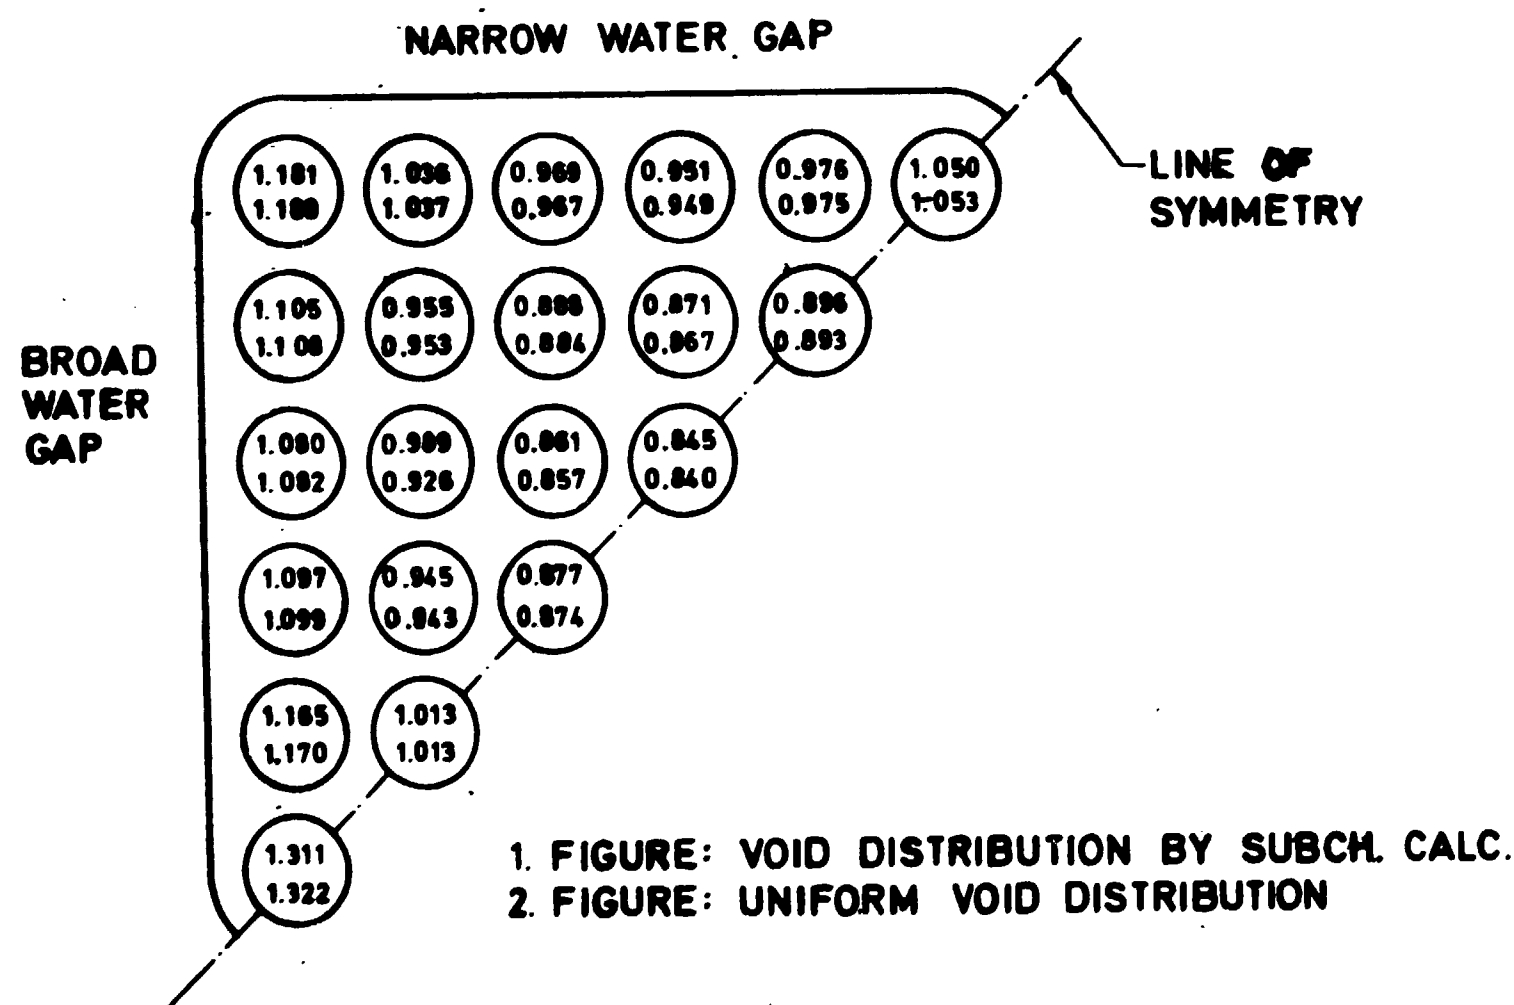 NARROW WATER GAP
LINE OF
SYMMETRY
BROAD
WATER
GAP
1.181 1.036 0.969 0.951 0.976 1.050
1.037 0.967 0.949 0.975 1.053
1.105 0.955 0.888 0.871 0.896
1.108 0.953 0.884 0.867 0.893
1.080 0.861 0.845
1.082 0.926 0.857 0.840
1.097 0.945 0.877
1.099 0.943 0.874
1.165 1.013
1.170 1.013
1.311
1.322
1. FIGURE: VOID DISTRIBUTION BY SUBCH. CALC.
2. FIGURE: UNIFORM VOID DISTRIBUTION